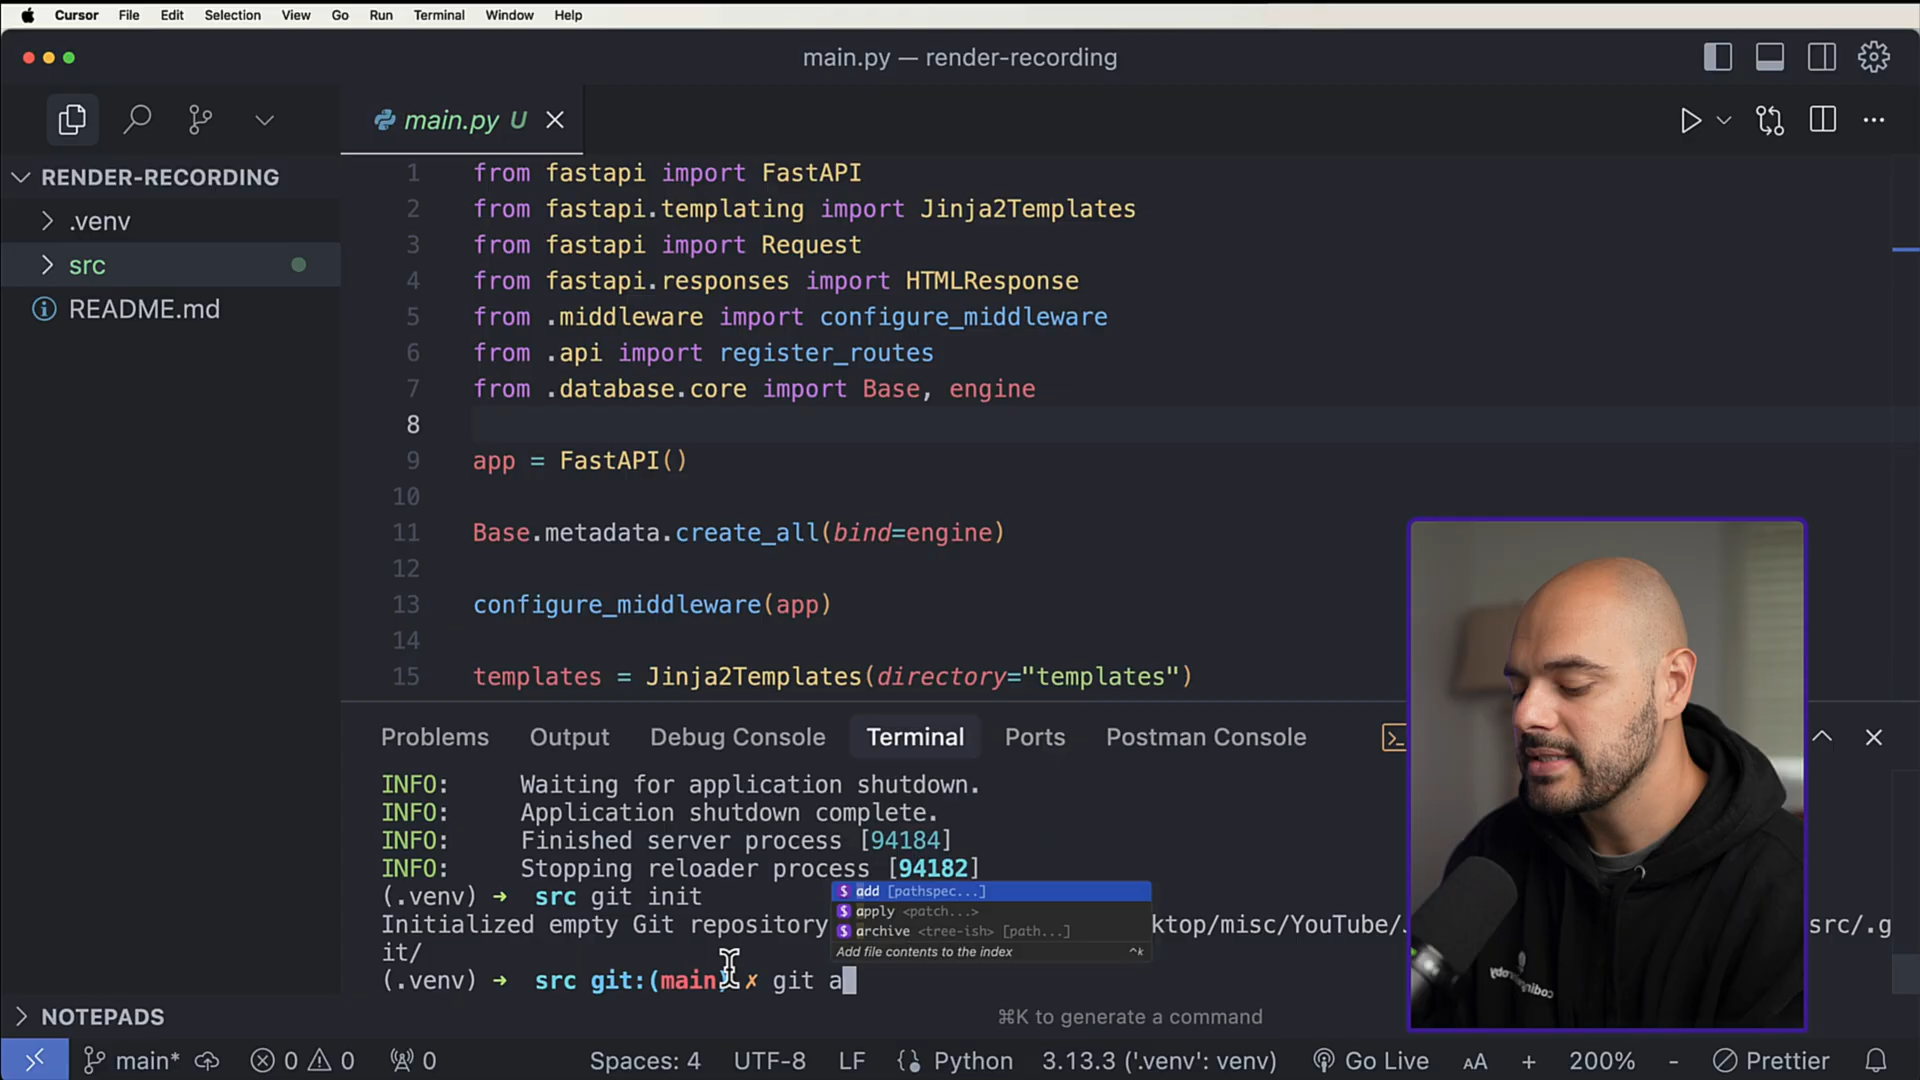 Cursor File Edit Selection View Go Run Terminal Window Help
main.py — render-recording
main.py U
RENDER-RECORDING
.venv
src
README.md
1 from fastapi import FastAPI
2 from fastapi.templating import Jinja2Templates
3 from fastapi import Request
4 from fastapi.responses import HTMLResponse
5 from .middleware import configure_middleware
6 from .api import register_routes
7 from .database.core import Base, engine
8
9 app = FastAPI()
10
11 Base.metadata.create_all(bind=engine)
12
13 configure_middleware(app)
14
15 templates = Jinja2Templates(directory="templates")
Problems Output Debug Console Terminal Ports Postman Console
INFO: Waiting for application shutdown.
INFO: Application shutdown complete.
INFO: Finished server process [94184]
INFO: Stopping reloader process [94182]
(.venv) ➜ src git init
Initialized empty Git repository ktop/misc/YouTube/ src/.g
it/
(.venv) ➜ src git:(main) ✗ git a
add [pathspec...]
apply <patch...>
archive <tree-ish> [path...]
Add file contents to the index ^k
NOTEPADS
⌘K to generate a command
main* 0 0 0 Spaces: 4 UTF-8 LF Python 3.13.3 ('.venv': venv) Go Live AA + 200% - Prettier